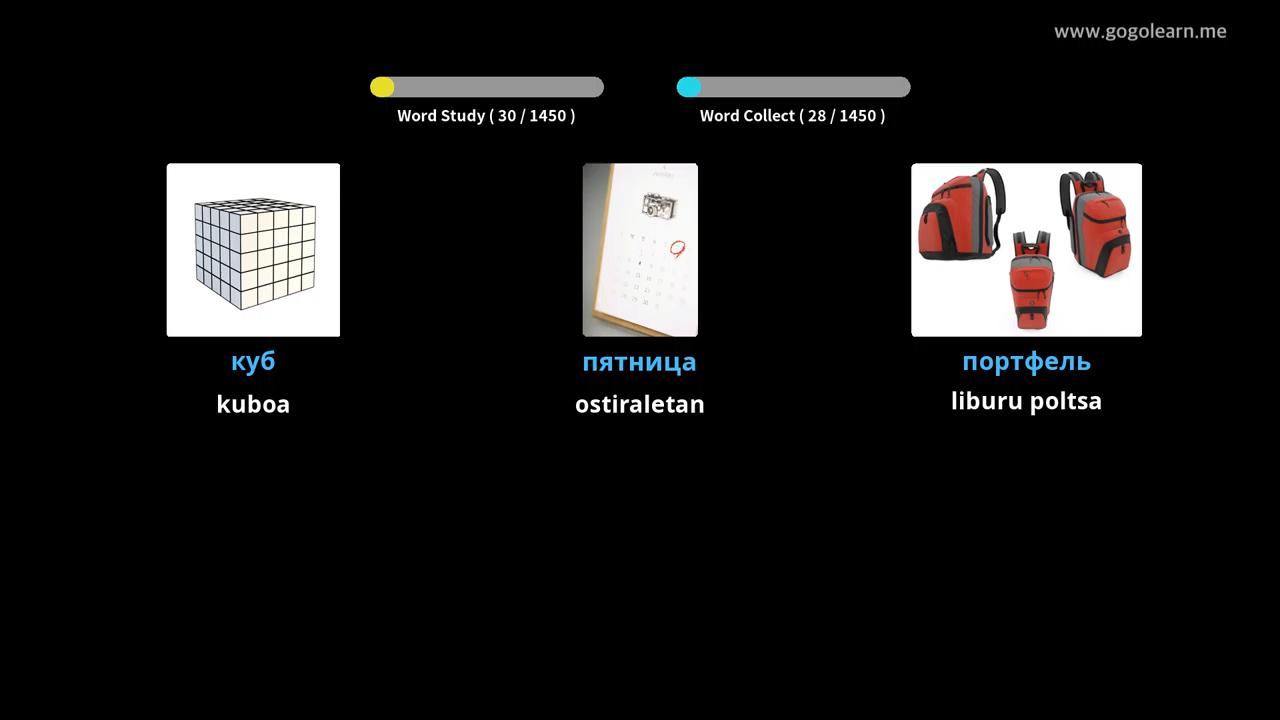 www.gogolearn.me
Word Study ( 30 / 1450 )
Word Collect ( 28 / 1450 )
куб
пятница
портфель
kuboa
ostiraletan
liburu poltsa